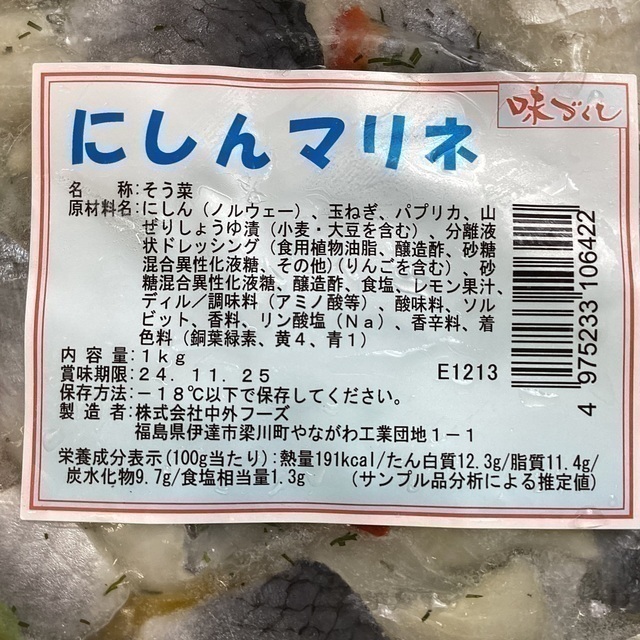 味づくし
にしんマリネ
名　　称:そう菜
原材料名:にしん（ノルウェー）、玉ねぎ、パプリカ、山
ぜりしょうゆ漬（小麦・大豆を含む）、分離液
状ドレッシング（食用植物油脂、醸造酢、砂糖
混合異性化液糖、その他)(りんごを含む）、砂
糖混合異性化液糖、醸造酢、食塩、レモン果汁、
ディル／調味料（アミノ酸等）、酸味料、ソル
ビット、香料、リン酸塩（Ｎａ）、香辛料、着
色料（銅葉緑素、黄４、青１）
内 容 量:１ｋｇ
賞味期限:24. 11. 25
E1213
保存方法:－１８℃以下で保存してください。
製 造 者:株式会社中外フーズ
福島県伊達市梁川町やながわ工業団地１－１
栄養成分表示(100g当たり):熱量191kcal/たん白質12.3g/脂質11.4g/
炭水化物9.7g/食塩相当量1.3g　（サンプル品分析による推定値）
4 975233 106422